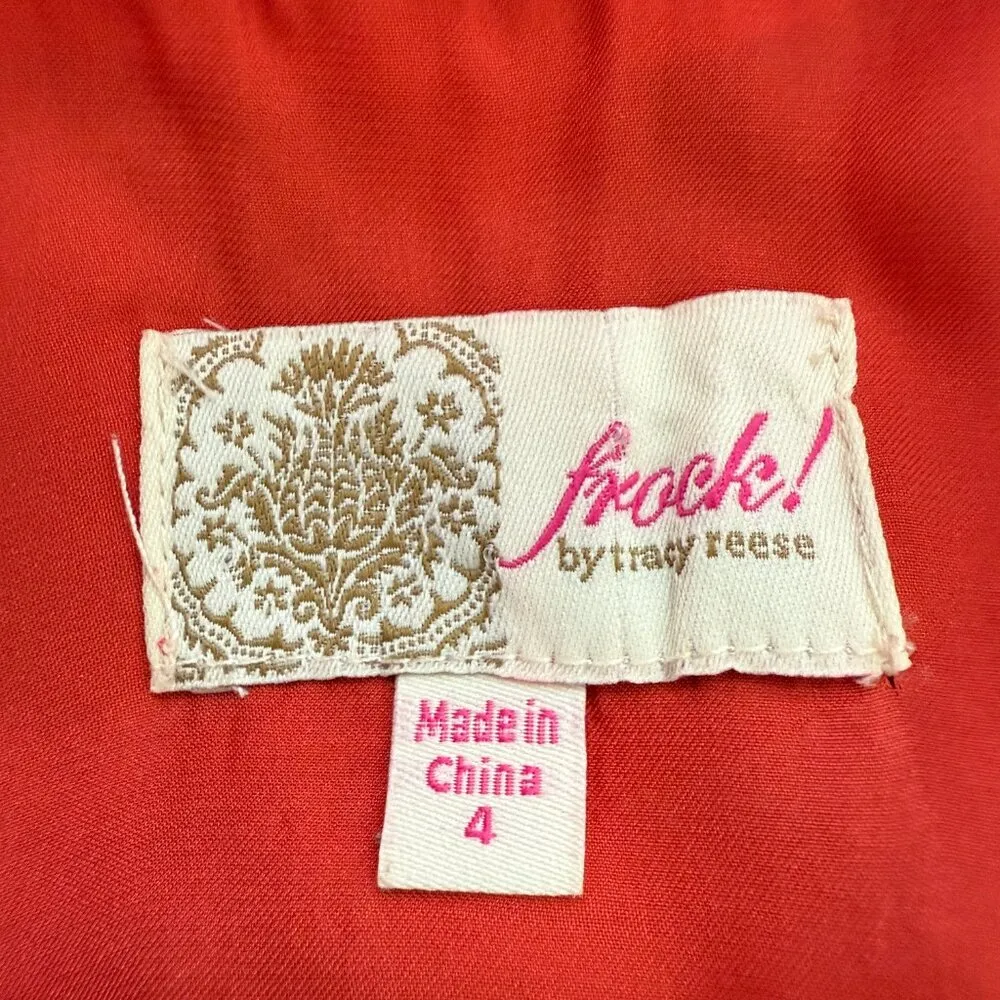 frock!
by tracy reese
Made in
China
4